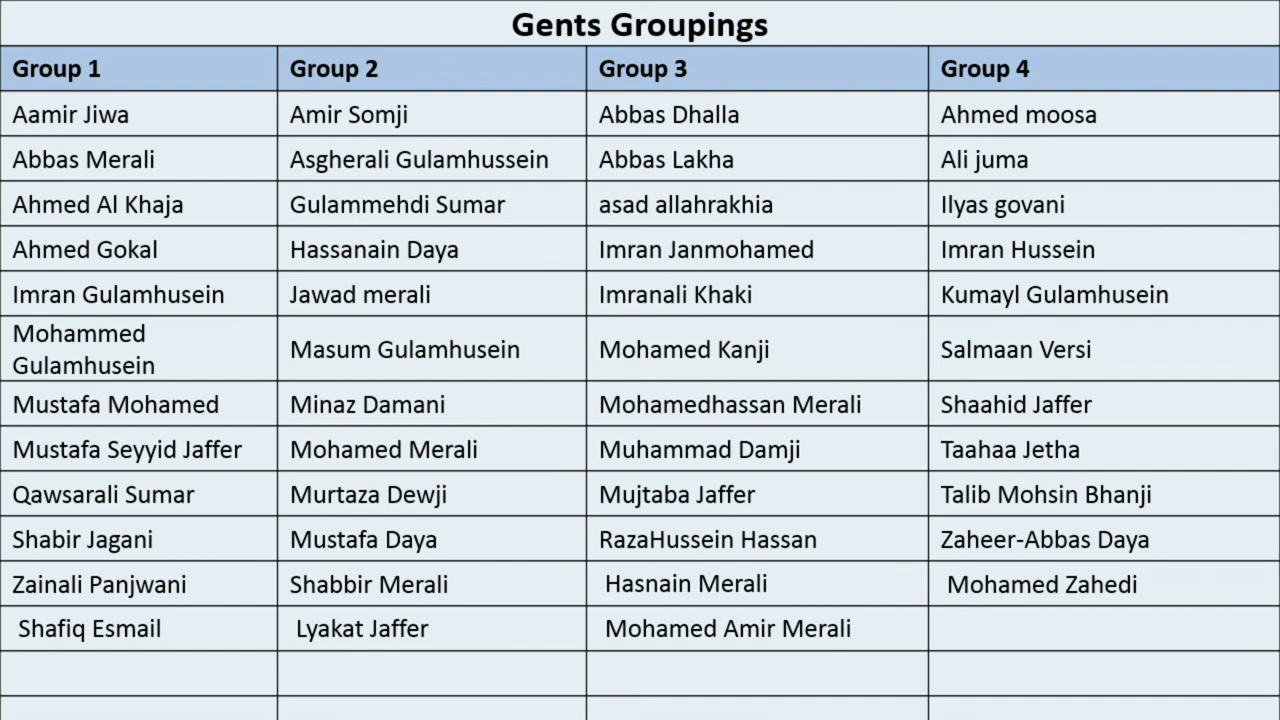 Gents Groupings
Group 1 Group 2 Group 3 Group 4
Aamir Jiwa Amir Somji Abbas Dhalla Ahmed moosa
Abbas Merali Asgherali Gulamhussein Abbas Lakha Ali juma
Ahmed Al Khaja Gulammehdi Sumar asad allahrakhia Ilyas govani
Ahmed Gokal Hassanain Daya Imran Janmohamed Imran Hussein
Imran Gulamhusein Jawad merali Imranali Khaki Kumayl Gulamhusein
Mohammed
Gulamhusein Masum Gulamhusein Mohamed Kanji Salmaan Versi
Mustafa Mohamed Minaz Damani Mohamedhassan Merali Shaahid Jaffer
Mustafa Seyyid Jaffer Mohamed Merali Muhammad Damji Taahaa Jetha
Qawsarali Sumar Murtaza Dewji Mujtaba Jaffer Talib Mohsin Bhanji
Shabir Jagani Mustafa Daya RazaHussein Hassan Zaheer-Abbas Daya
Zainali Panjwani Shabbir Merali Hasnain Merali Mohamed Zahedi
Shafiq Esmail Lyakat Jaffer Mohamed Amir Merali